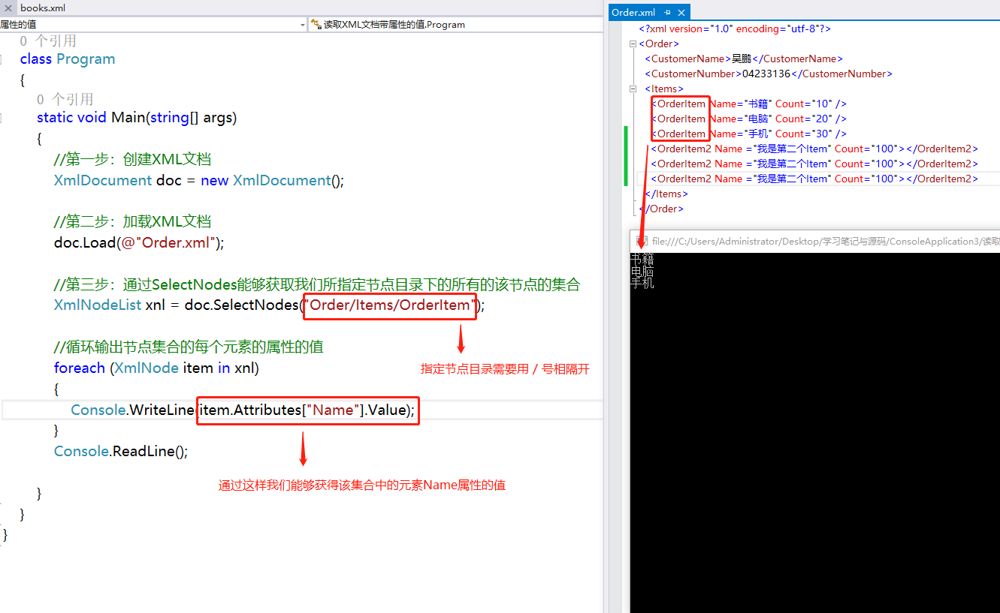 books.xml
属性的值
读取XML文档带属性的值.Program
0 个引用
class Program
{
0 个引用
static void Main(string[] args)
{
//第一步：创建XML文档
XmlDocument doc = new XmlDocument();
//第二步：加载XML文档
doc.Load(@"Order.xml");
//第三步：通过SelectNodes能够获取我们所指定节点目录下的所有的该节点的集合
XmlNodeList xnl = doc.SelectNodes("Order/Items/OrderItem");
//循环输出节点集合的每个元素的属性的值
指定节点目录需要用 / 号相隔开
foreach (XmlNode item in xnl)
{
Console.WriteLine(item.Attributes["Name"].Value);
}
Console.ReadLine();
通过这样我们能够获得该集合中的元素Name属性的值
}
}
}
Order.xml
<?xml version="1.0" encoding="utf-8"?>
<Order>
<CustomerName>吴鹏</CustomerName>
<CustomerNumber>04233136</CustomerNumber>
<Items>
<OrderItem Name="书籍" Count="10" />
<OrderItem Name="电脑" Count="20" />
<OrderItem Name="手机" Count="30" />
<OrderItem2 Name ="我是第二个Item" Count="100"></OrderItem2>
<OrderItem2 Name ="我是第二个Item" Count="100"></OrderItem2>
<OrderItem2 Name ="我是第二个Item" Count="100"></OrderItem2>
</Items>
</Order>
file:///C:/Users/Administrator/Desktop/学习笔记与源码/ConsoleApplication3/读取
书籍
电脑
手机